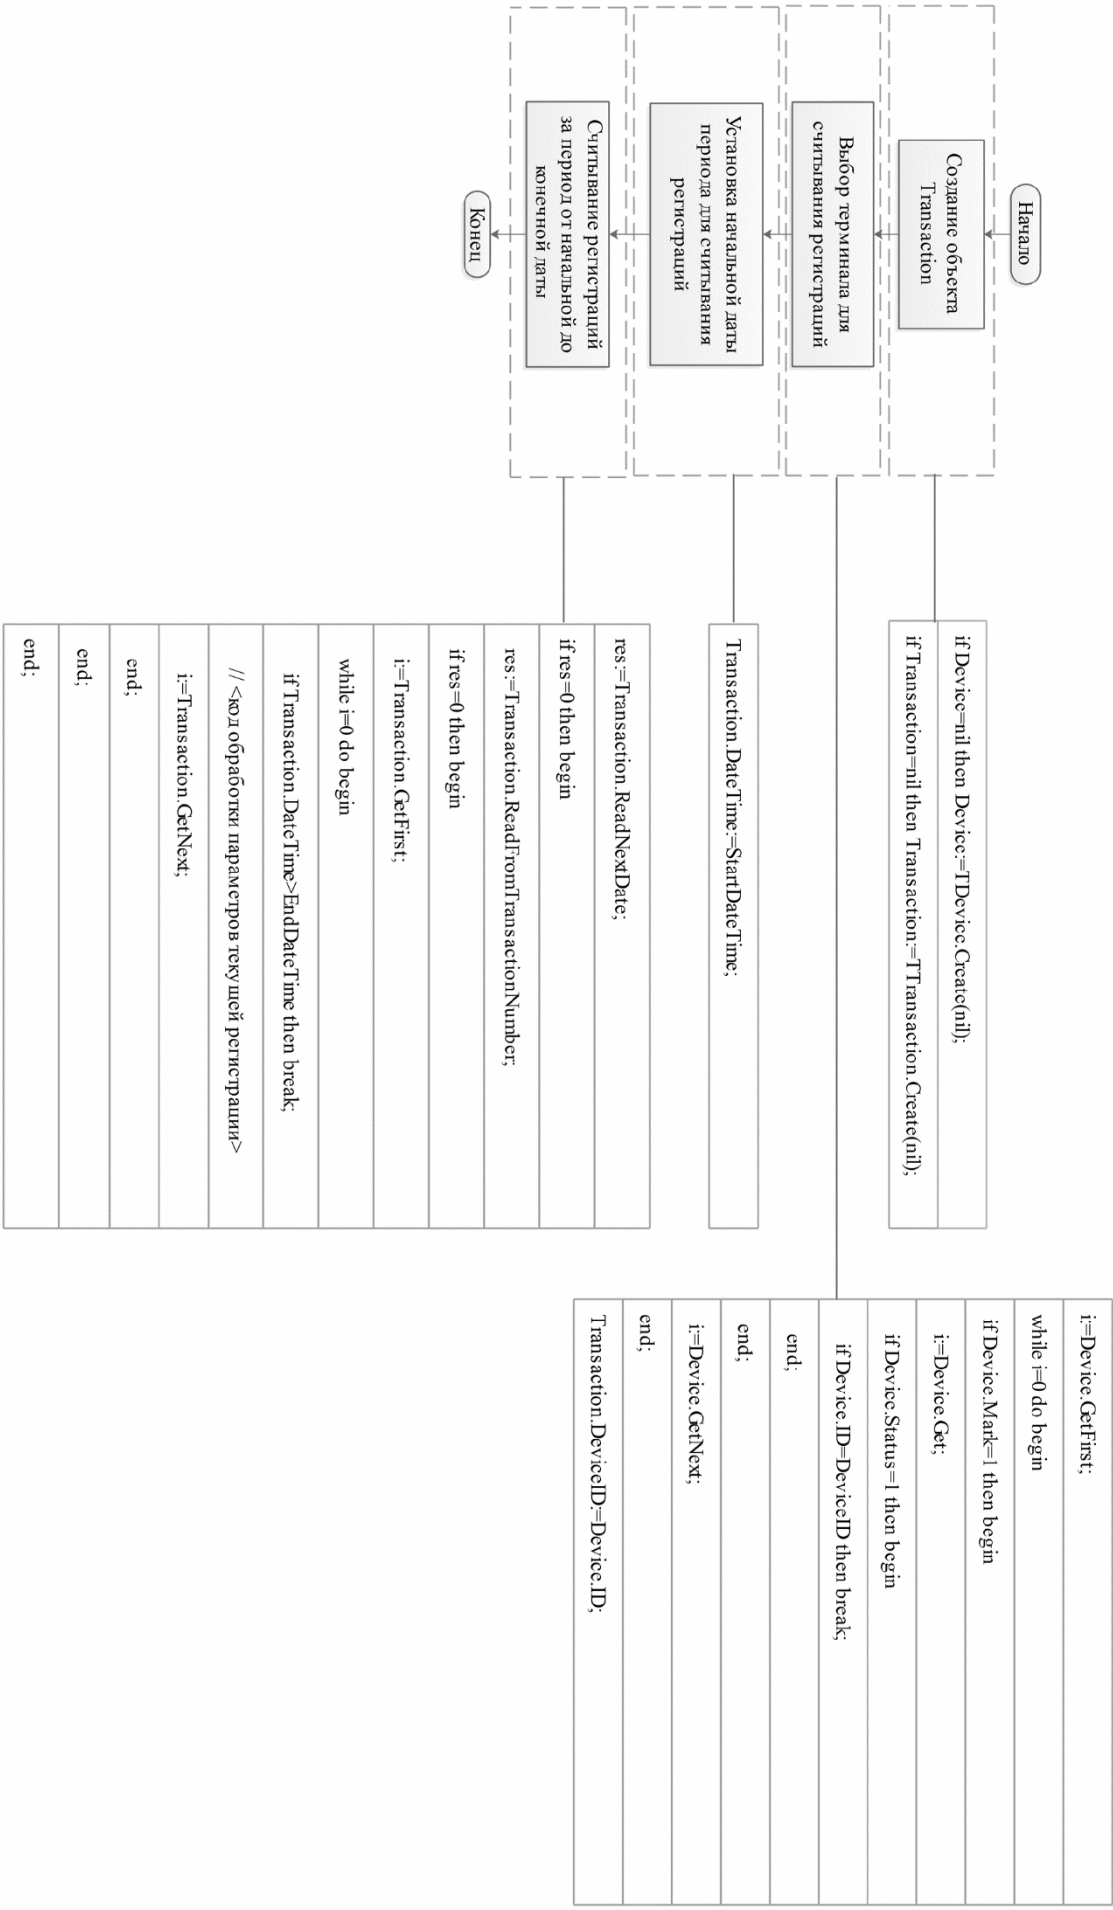 Начало
Создание объекта
Transaction
Выбор терминала для
считывания регистраций
Установка начальной даты
периода для считывания
регистраций
Считывание регистраций
за период от начальной до
конечной даты
Конец
if Device=nil then Device:=TDevice.Create(nil);
if Transaction=nil then Transaction:=TTransaction.Create(nil);
i:=Device.GetFirst;
while i=0 do begin
if Device.Mark=1 then begin
i:=Device.Get;
if Device.Status=1 then begin
if Device.ID=DeviceID then break;
end;
end;
i:=Device.GetNext;
end;
Transaction.DeviceID:=Device.ID;
Transaction.DateTime:=StartDateTime;
res:=Transaction.ReadNextDate;
if res=0 then begin
res:=Transaction.ReadFromTransactionNumber;
if res=0 then begin
i:=Transaction.GetFirst;
while i=0 do begin
if Transaction.DateTime>EndDateTime then break;
// <код обработки параметров текущей регистрации>
i:=Transaction.GetNext;
end;
end;
end;